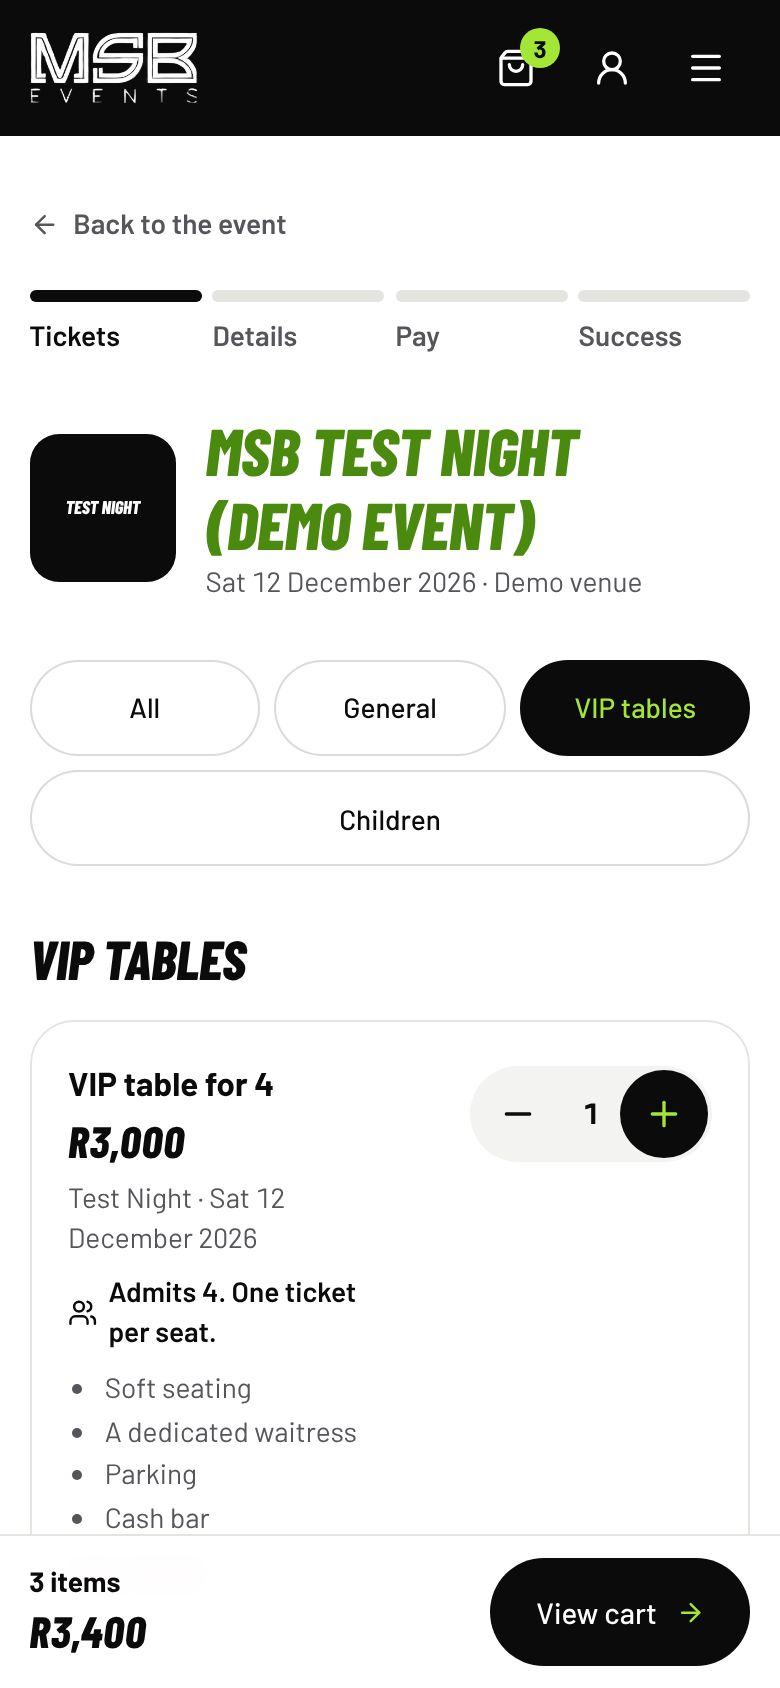 MSB
EVENTS
3
Back to the event
Tickets
Details
Pay
Success
TEST NIGHT
MSB TEST NIGHT
(DEMO EVENT)
Sat 12 December 2026 · Demo venue
All
General
VIP tables
Children
VIP TABLES
VIP table for 4
1
R3,000
Test Night · Sat 12
December 2026
Admits 4. One ticket
per seat.
Soft seating
A dedicated waitress
Parking
Cash bar
3 items
R3,400
View cart